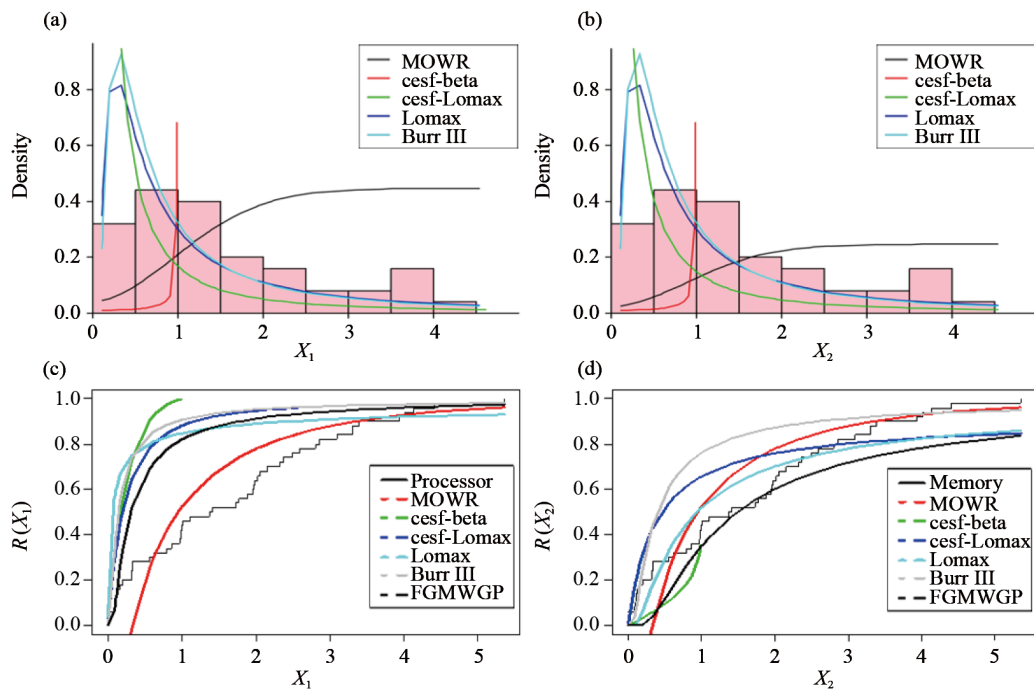 (a)
Density
0.8
0.6
0.4
0.2
0.0
0 1 2 3 4
X₁
MOWR
cesf-beta
cesf-Lomax
Lomax
Burr III
(b)
Density
0.8
0.6
0.4
0.2
0.0
0 1 2 3 4
X₂
MOWR
cesf-beta
cesf-Lomax
Lomax
Burr III
(c)
R (X₁)
1.0
0.8
0.6
0.4
0.2
0.0
0 1 2 3 4 5
X₁
Processor
MOWR
cesf-beta
cesf-Lomax
Lomax
Burr III
FGMWGP
(d)
R (X₂)
1.0
0.8
0.6
0.4
0.2
0.0
0 1 2 3 4 5
X₂
Memory
MOWR
cesf-beta
cesf-Lomax
Lomax
Burr III
FGMWGP